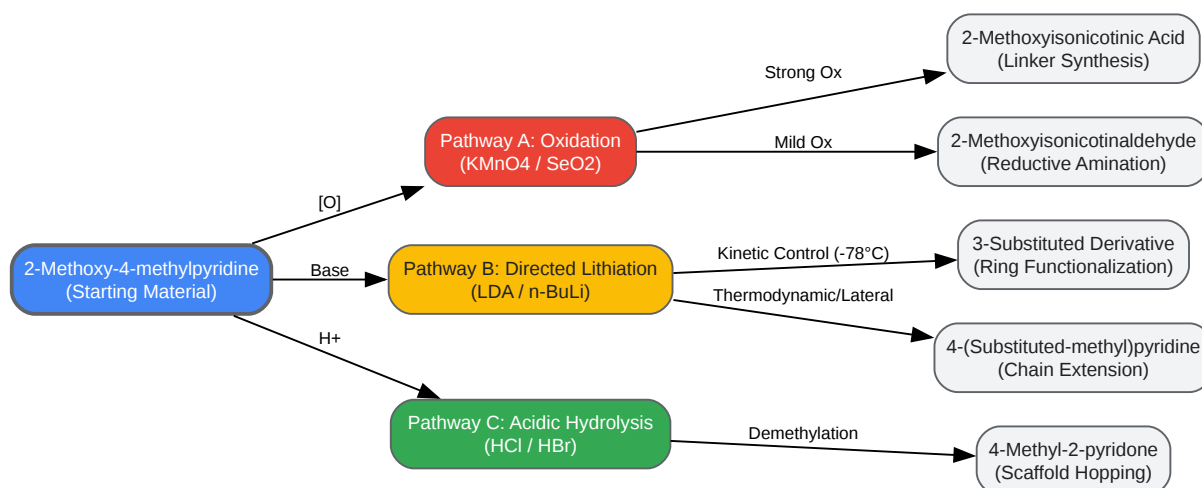 2-Methoxyisonicotinic Acid
(Linker Synthesis)
Strong Ox
Pathway A: Oxidation
(KMnO4 / SeO2)
Mild Ox
2-Methoxyisonicotinaldehyde
(Reductive Amination)
[O]
2-Methoxy-4-methylpyridine
(Starting Material)
Base
Pathway B: Directed Lithiation
(LDA / n-BuLi)
Kinetic Control (-78°C)
3-Substituted Derivative
(Ring Functionalization)
Thermodynamic/Lateral
4-(Substituted-methyl)pyridine
(Chain Extension)
H+
Pathway C: Acidic Hydrolysis
(HCl / HBr)
Demethylation
4-Methyl-2-pyridone
(Scaffold Hopping)